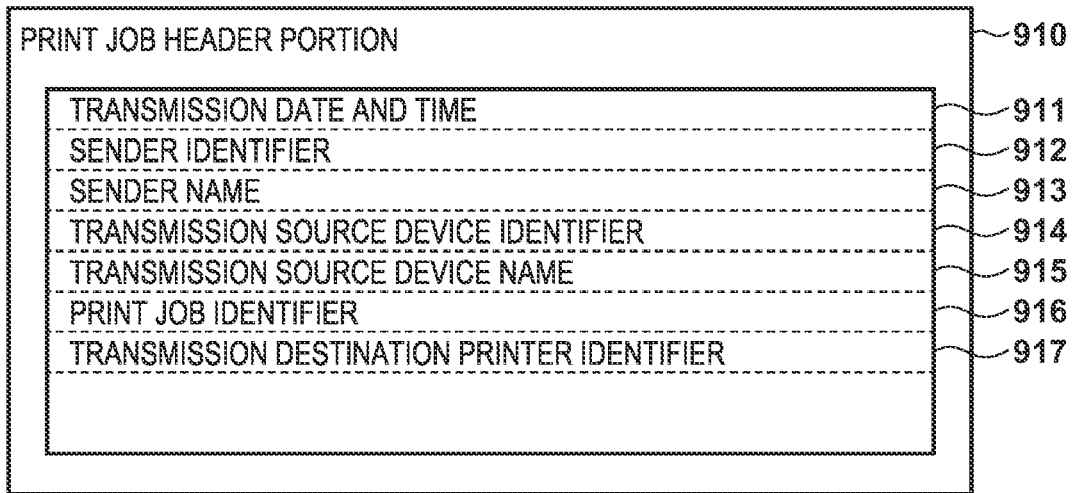 PRINT JOB HEADER PORTION 910
TRANSMISSION DATE AND TIME 911
SENDER IDENTIFIER 912
SENDER NAME 913
TRANSMISSION SOURCE DEVICE IDENTIFIER 914
TRANSMISSION SOURCE DEVICE NAME 915
PRINT JOB IDENTIFIER 916
TRANSMISSION DESTINATION PRINTER IDENTIFIER 917